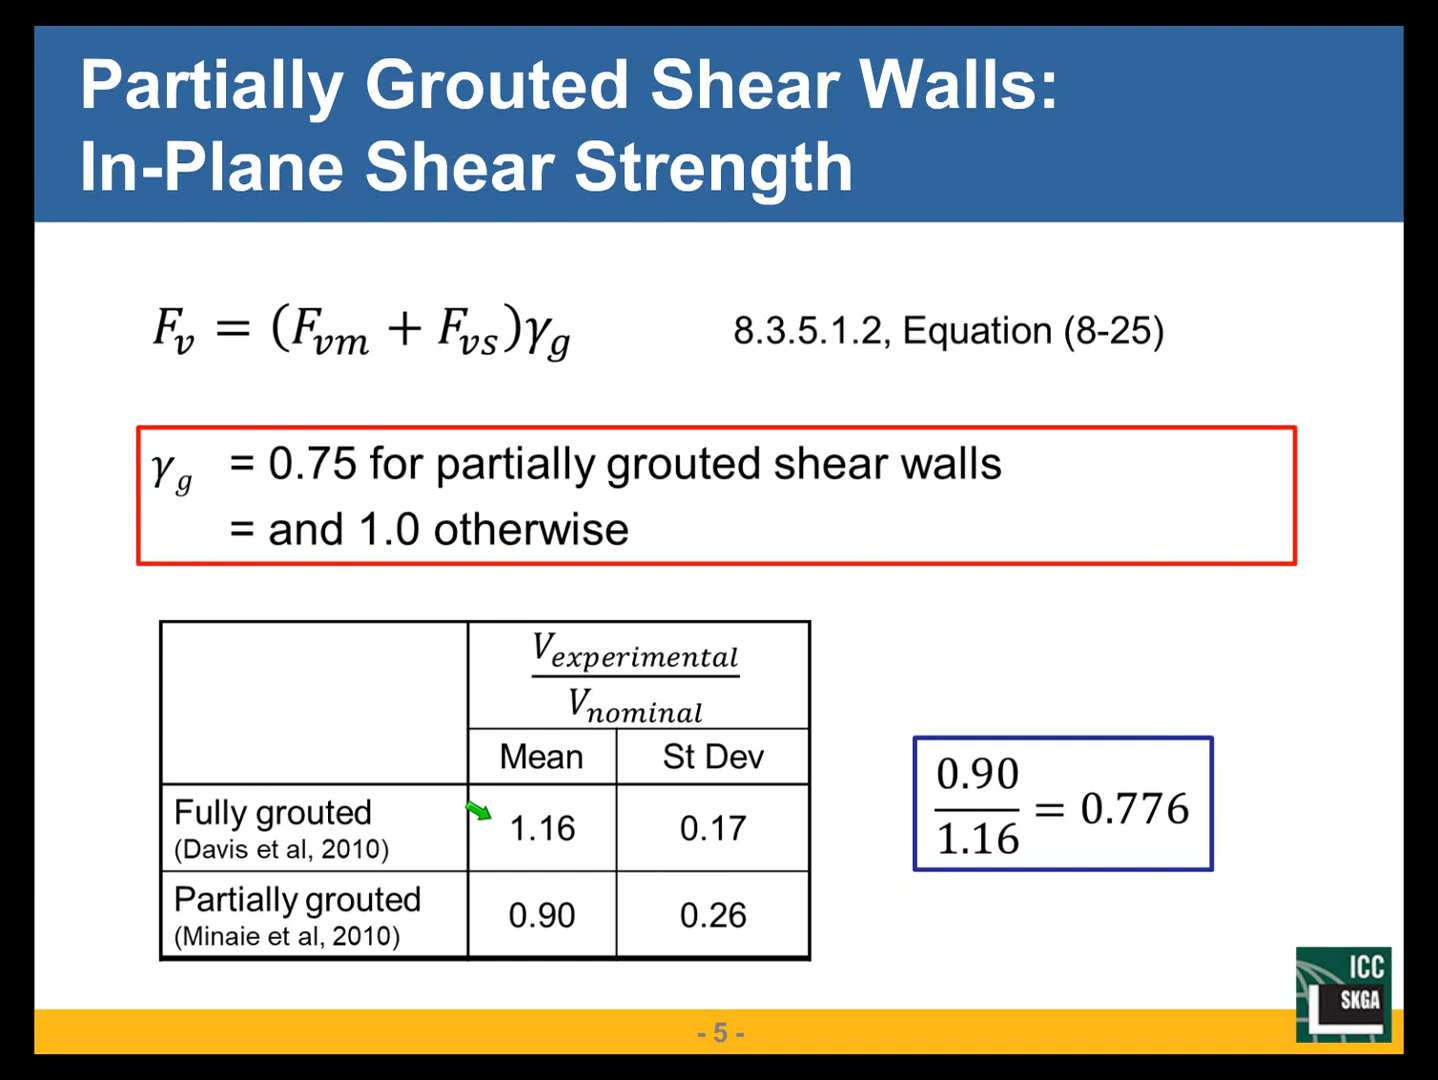 Partially Grouted Shear Walls:
In-Plane Shear Strength
F_v = (F_vm + F_vs)γ_g 8.3.5.1.2, Equation (8-25)
γ_g = 0.75 for partially grouted shear walls
= and 1.0 otherwise
V_experimental / V_nominal
Mean St Dev
Fully grouted
(Davis et al, 2010)
1.16 0.17
Partially grouted
(Minaie et al, 2010)
0.90 0.26
0.90 / 1.16 = 0.776
ICC
SKGA
- 5 -